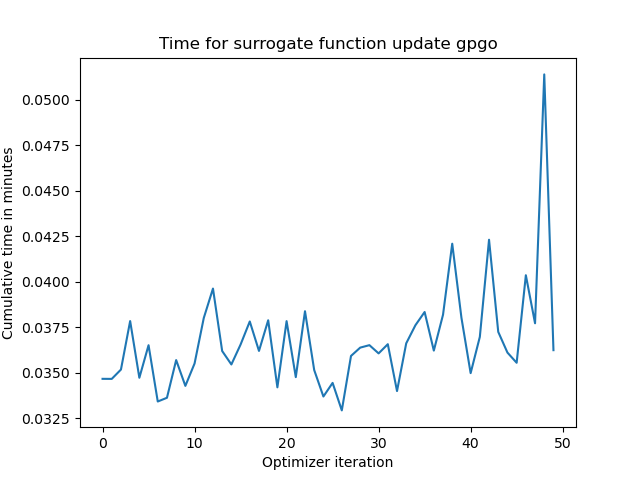 Time for surrogate function update gpgo
Cumulative time in minutes
0.0500
0.0475
0.0450
0.0425
0.0400
0.0375
0.0350
0.0325
0 10 20 30 40 50
Optimizer iteration